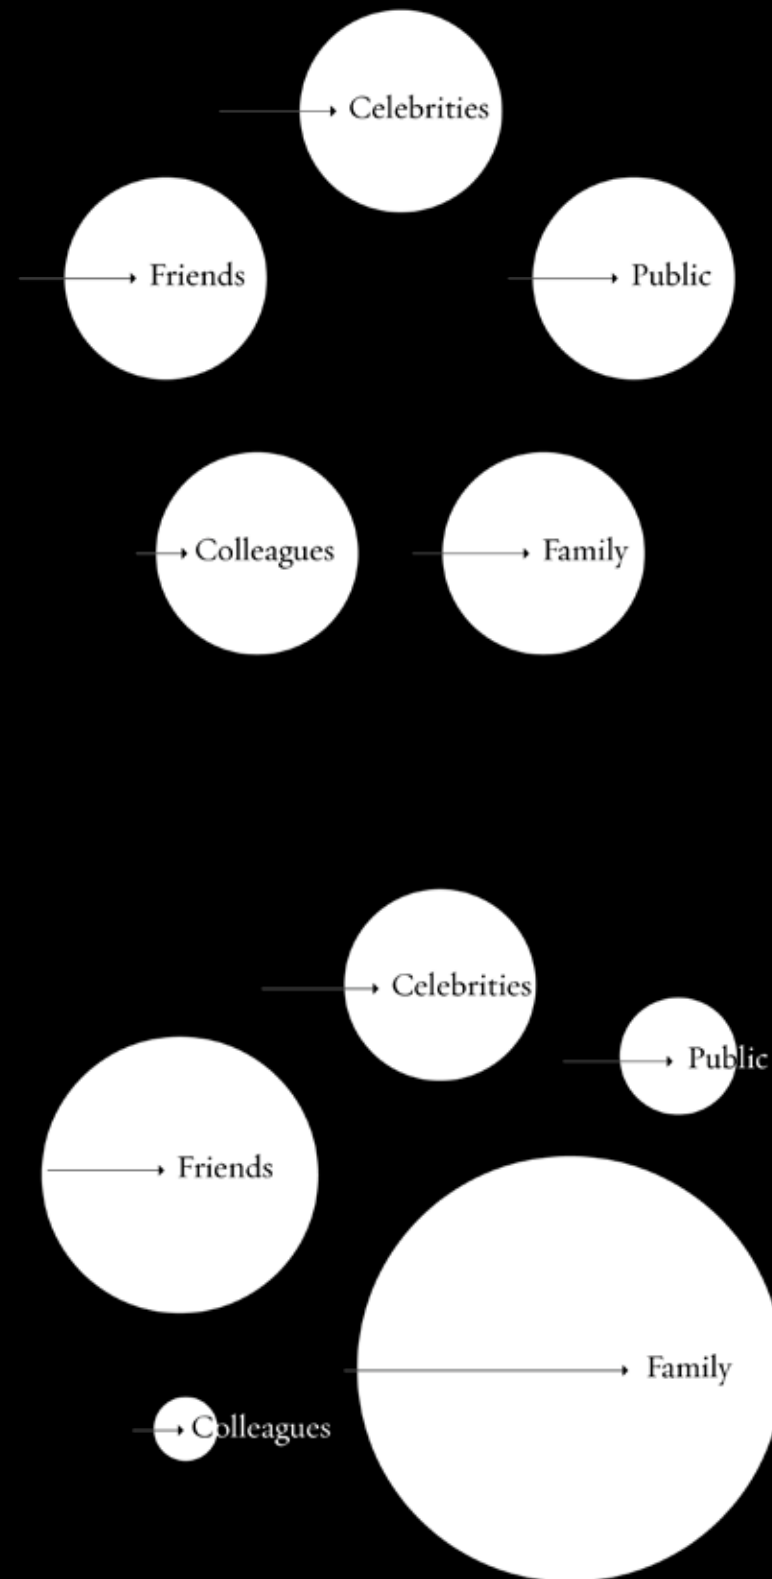 Celebrities
Friends
Public
Colleagues
Family
Celebrities
Public
Friends
Family
Colleagues